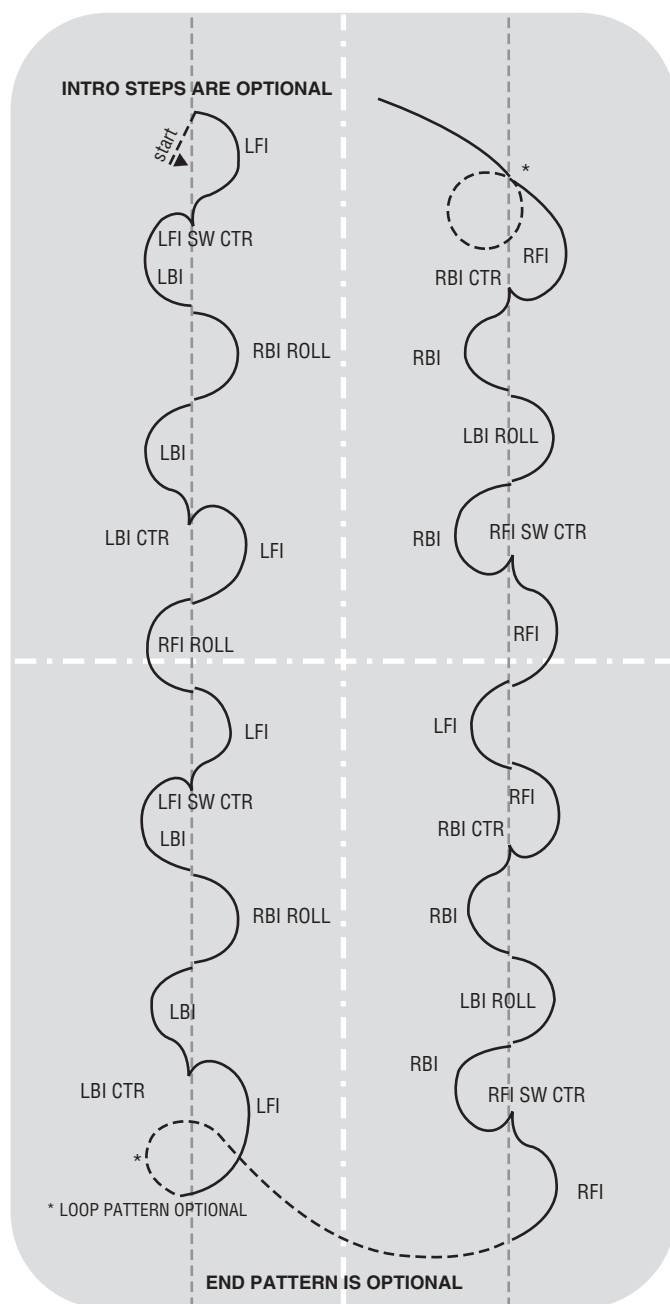 INTRO STEPS ARE OPTIONAL
start
LFI
LFI SW CTR
LBI
RBI ROLL
LBI
LBI CTR
LFI
RFI ROLL
LFI
LFI SW CTR
LBI
RBI ROLL
LBI
LBI CTR
LFI
*
* LOOP PATTERN OPTIONAL
*
RFI
RBI CTR
RBI
LBI ROLL
RBI
RFI SW CTR
RFI
LFI
RFI
RBI CTR
RBI
LBI ROLL
RBI
RFI SW CTR
RFI
END PATTERN IS OPTIONAL